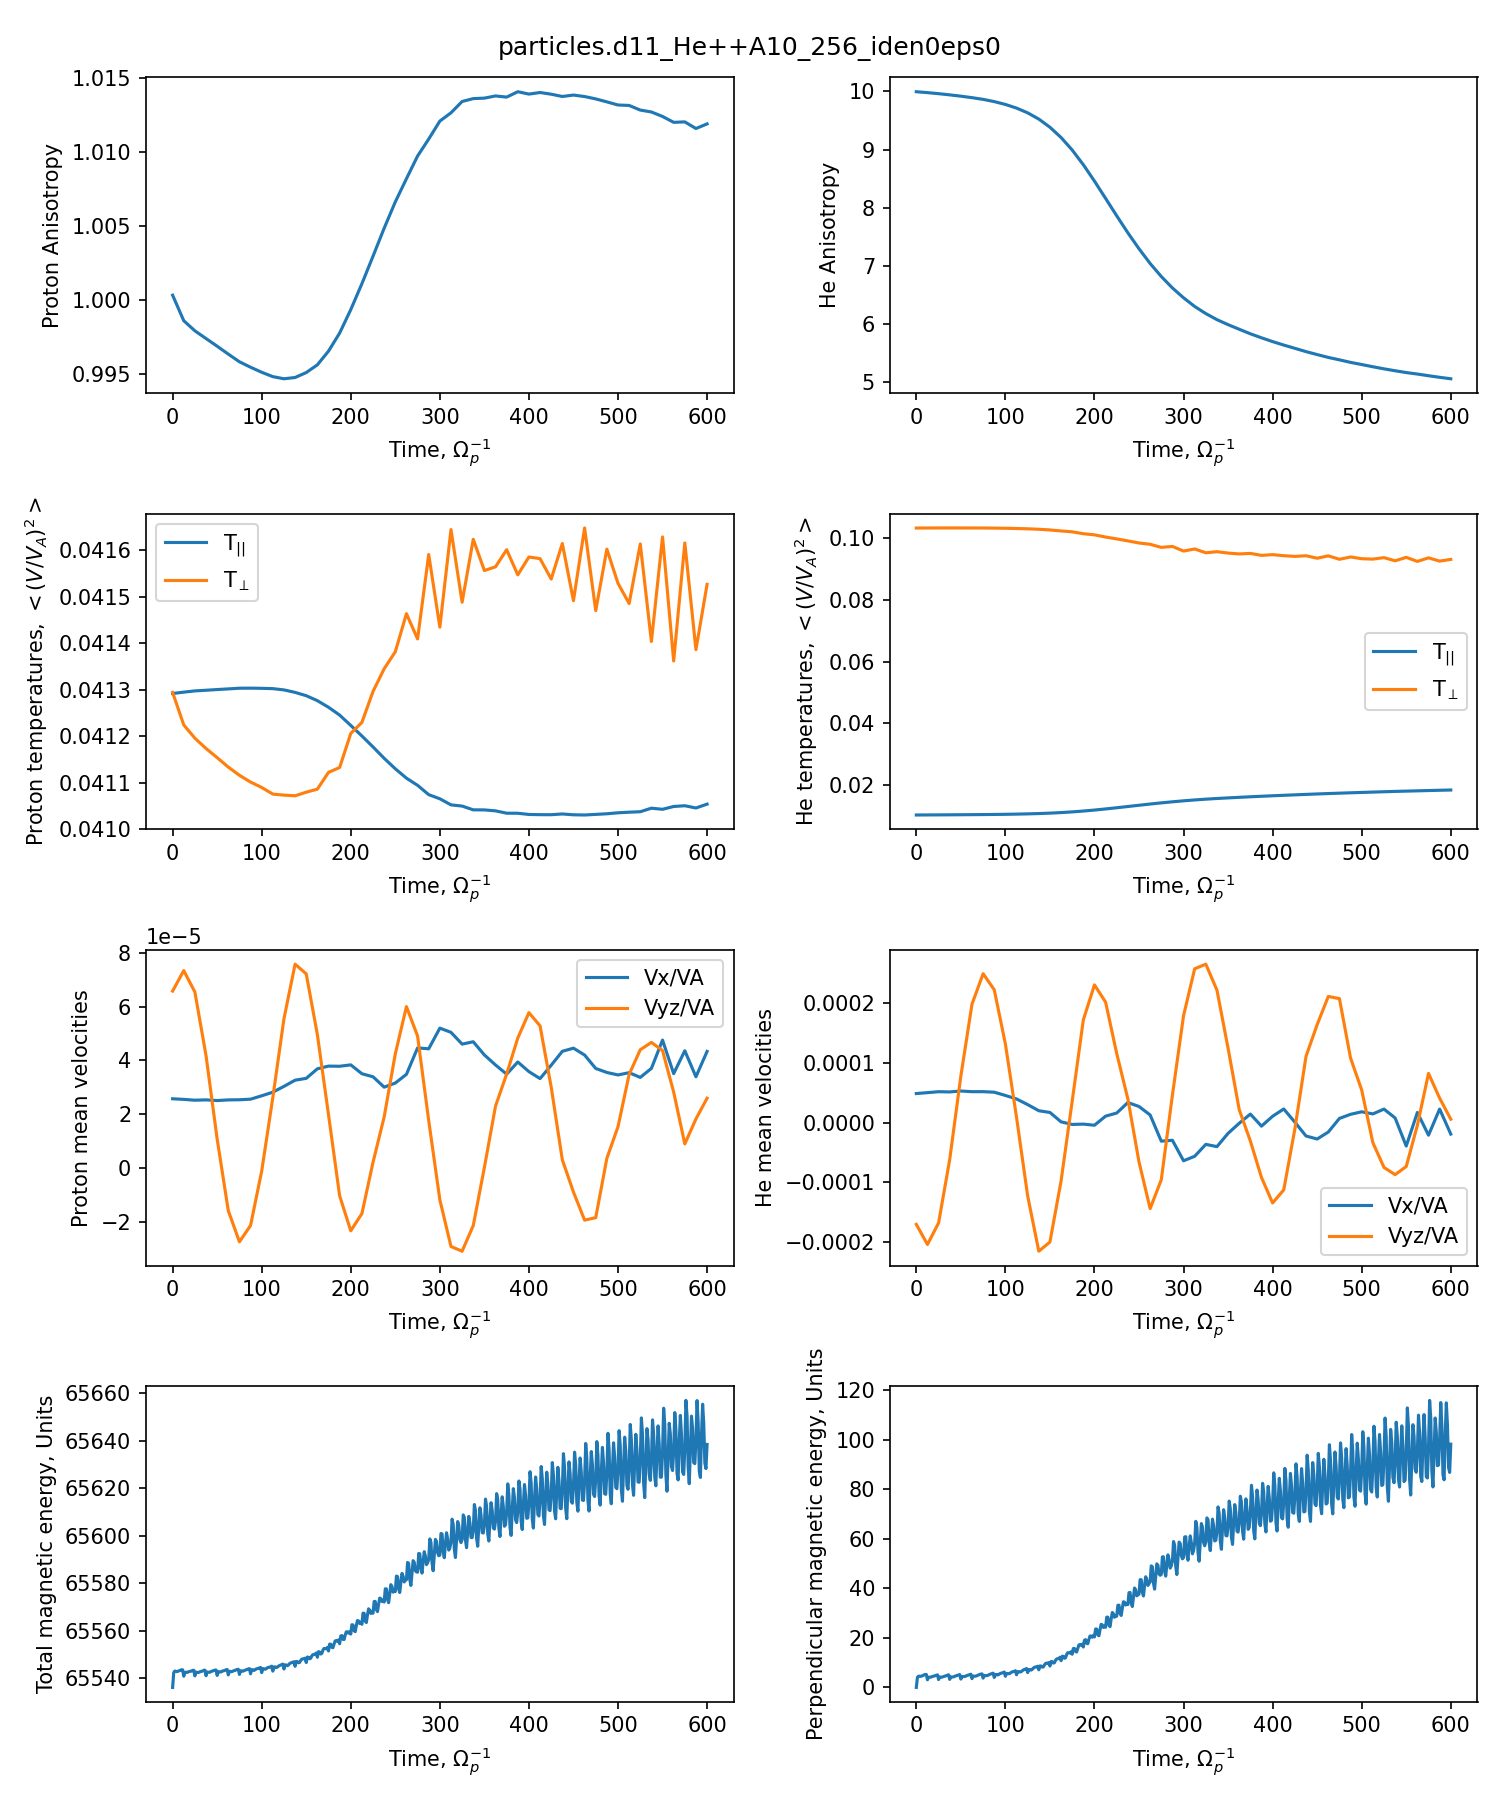 particles.d11_He++A10_256_iden0eps0
Proton Anisotropy
1.015
1.010
1.005
1.000
0.995
0 100 200 300 400 500 600
Time, Ω_p^{-1}
He Anisotropy
10
9
8
7
6
5
0 100 200 300 400 500 600
Time, Ω_p^{-1}
Proton temperatures, < (V/V_A)^2 >
0.0416
0.0415
0.0414
0.0413
0.0412
0.0411
0.0410
T_{||}
T_⊥
0 100 200 300 400 500 600
Time, Ω_p^{-1}
He temperatures, < (V/V_A)^2 >
0.10
0.08
0.06
0.04
0.02
T_{||}
T_⊥
0 100 200 300 400 500 600
Time, Ω_p^{-1}
Proton mean velocities
1e−5
8
6
4
2
0
−2
Vx/VA
Vyz/VA
0 100 200 300 400 500 600
Time, Ω_p^{-1}
He mean velocities
0.0002
0.0001
0.0000
−0.0001
−0.0002
Vx/VA
Vyz/VA
0 100 200 300 400 500 600
Time, Ω_p^{-1}
Total magnetic energy, Units
65660
65640
65620
65600
65580
65560
65540
0 100 200 300 400 500 600
Time, Ω_p^{-1}
Perpendicular magnetic energy, Units
120
100
80
60
40
20
0
0 100 200 300 400 500 600
Time, Ω_p^{-1}